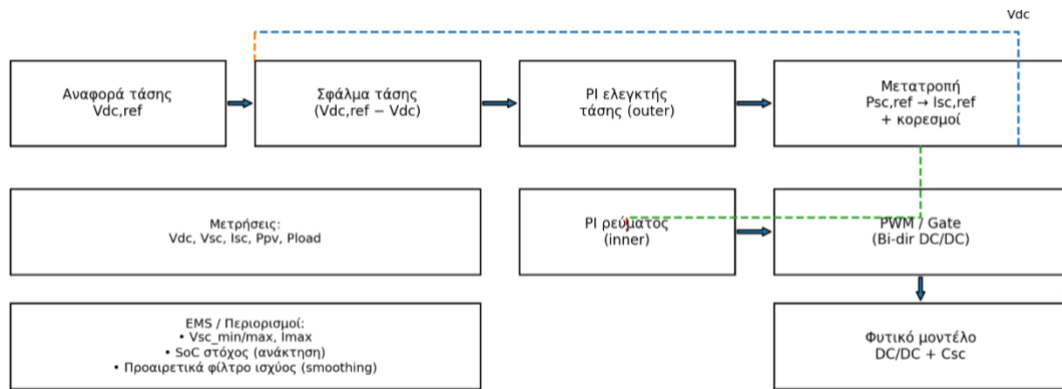 Vdc
Αναφορά τάσης
Vdc,ref
Σφάλμα τάσης
(Vdc,ref − Vdc)
PI ελεγκτής
τάσης (outer)
Μετατροπή
Psc,ref → Isc,ref
+ κορεσμοί
Μετρήσεις:
Vdc, Vsc, Isc, Ppv, Pload
PI ρεύματος
(inner)
PWM / Gate
(Bi-dir DC/DC)
EMS / Περιορισμοί:
• Vsc_min/max, Imax
• SoC στόχος (ανάκτηση)
• Προαιρετικά φίλτρο ισχύος (smoothing)
Φυτικό μοντέλο
DC/DC + Csc